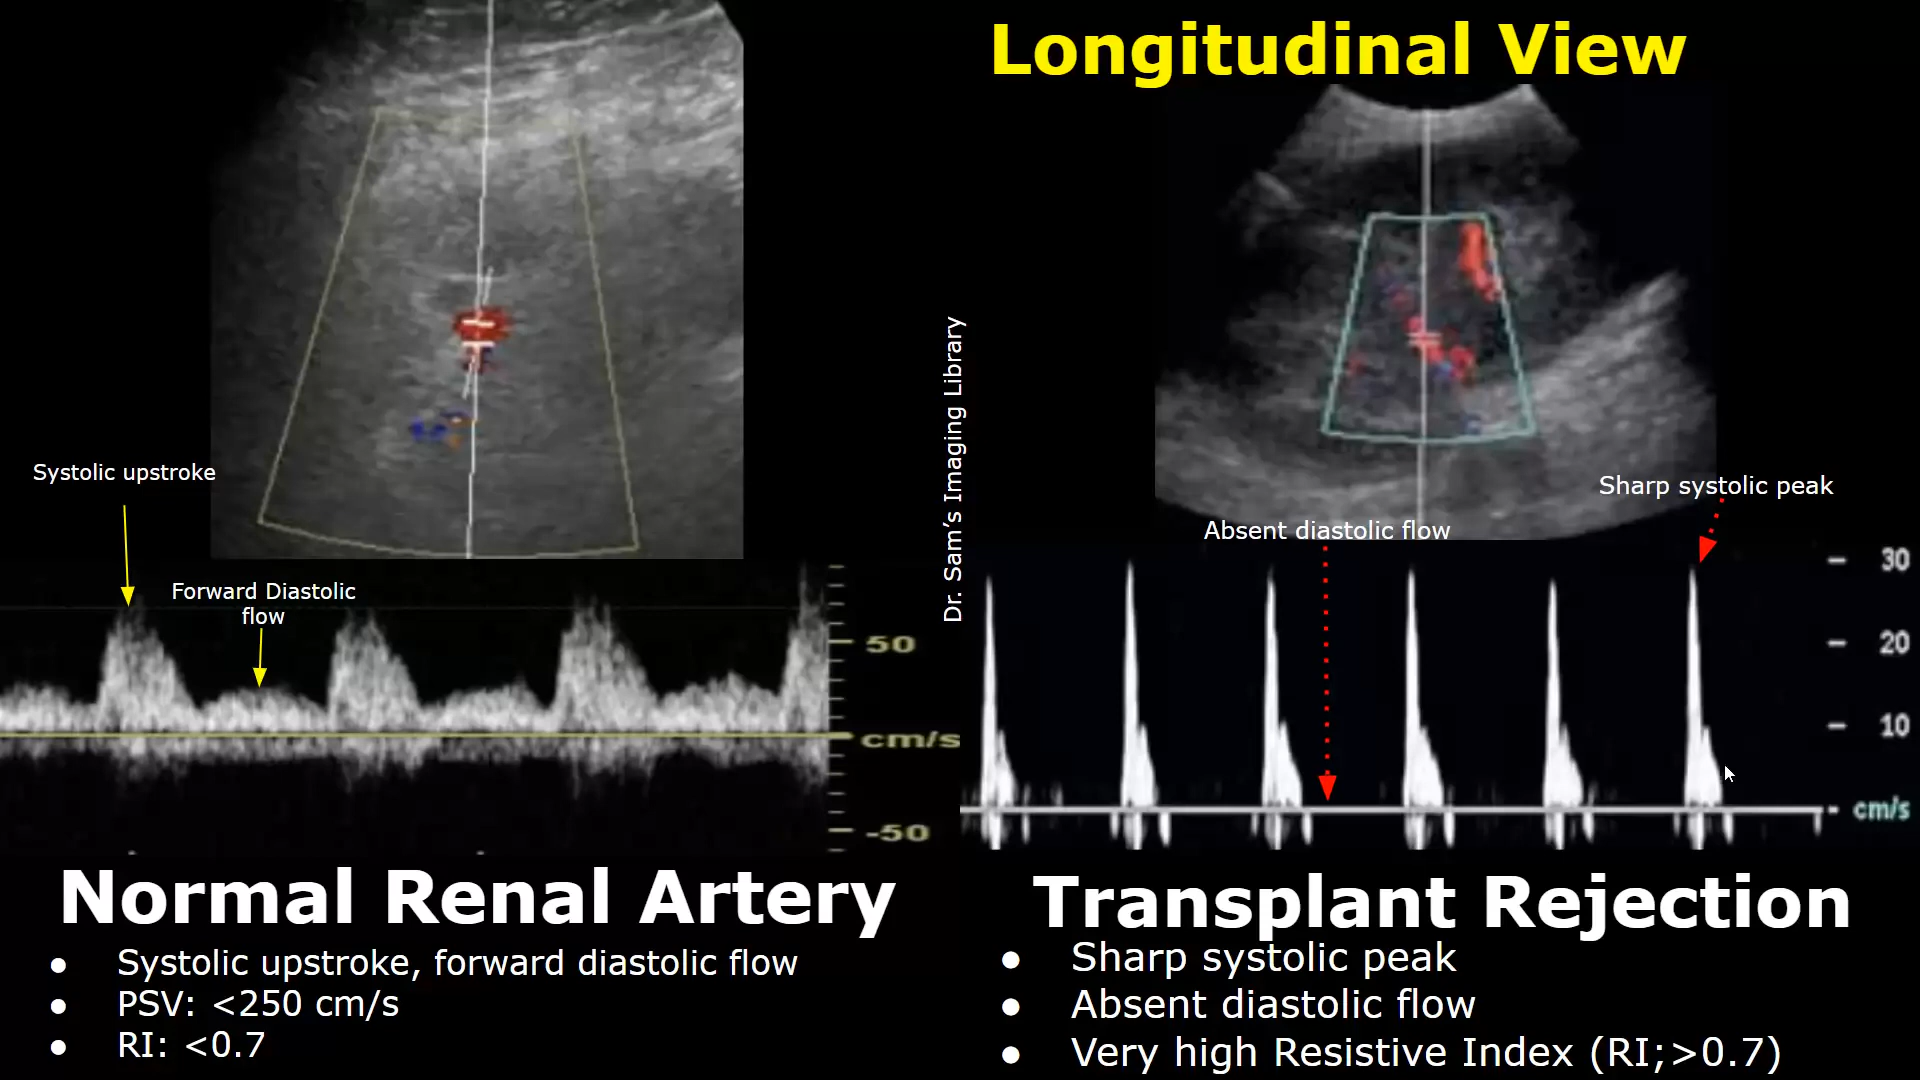 Longitudinal View
Systolic upstroke
Forward Diastolic
flow
50
cm/s
-50
Dr. Sam’s Imaging Library
Absent diastolic flow
Sharp systolic peak
30
20
10
cm/s
Normal Renal Artery
● Systolic upstroke, forward diastolic flow
● PSV: <250 cm/s
● RI: <0.7
Transplant Rejection
● Sharp systolic peak
● Absent diastolic flow
● Very high Resistive Index (RI;>0.7)